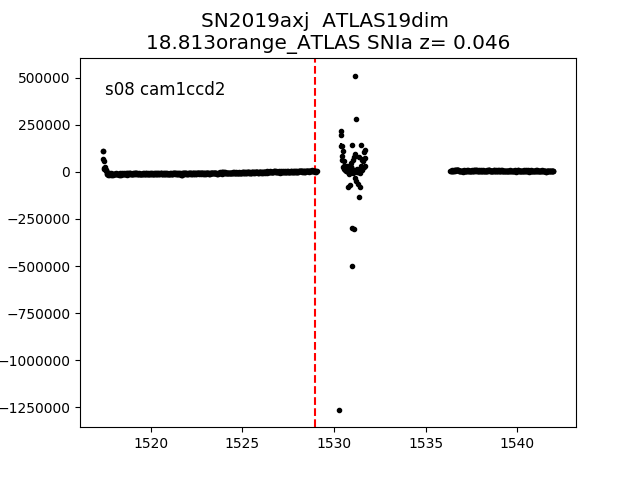 SN2019axj ATLAS19dim
18.813orange_ATLAS SNIa z= 0.046
s08 cam1ccd2
500000
250000
0
−250000
−500000
−750000
−1000000
−1250000
1520 1525 1530 1535 1540